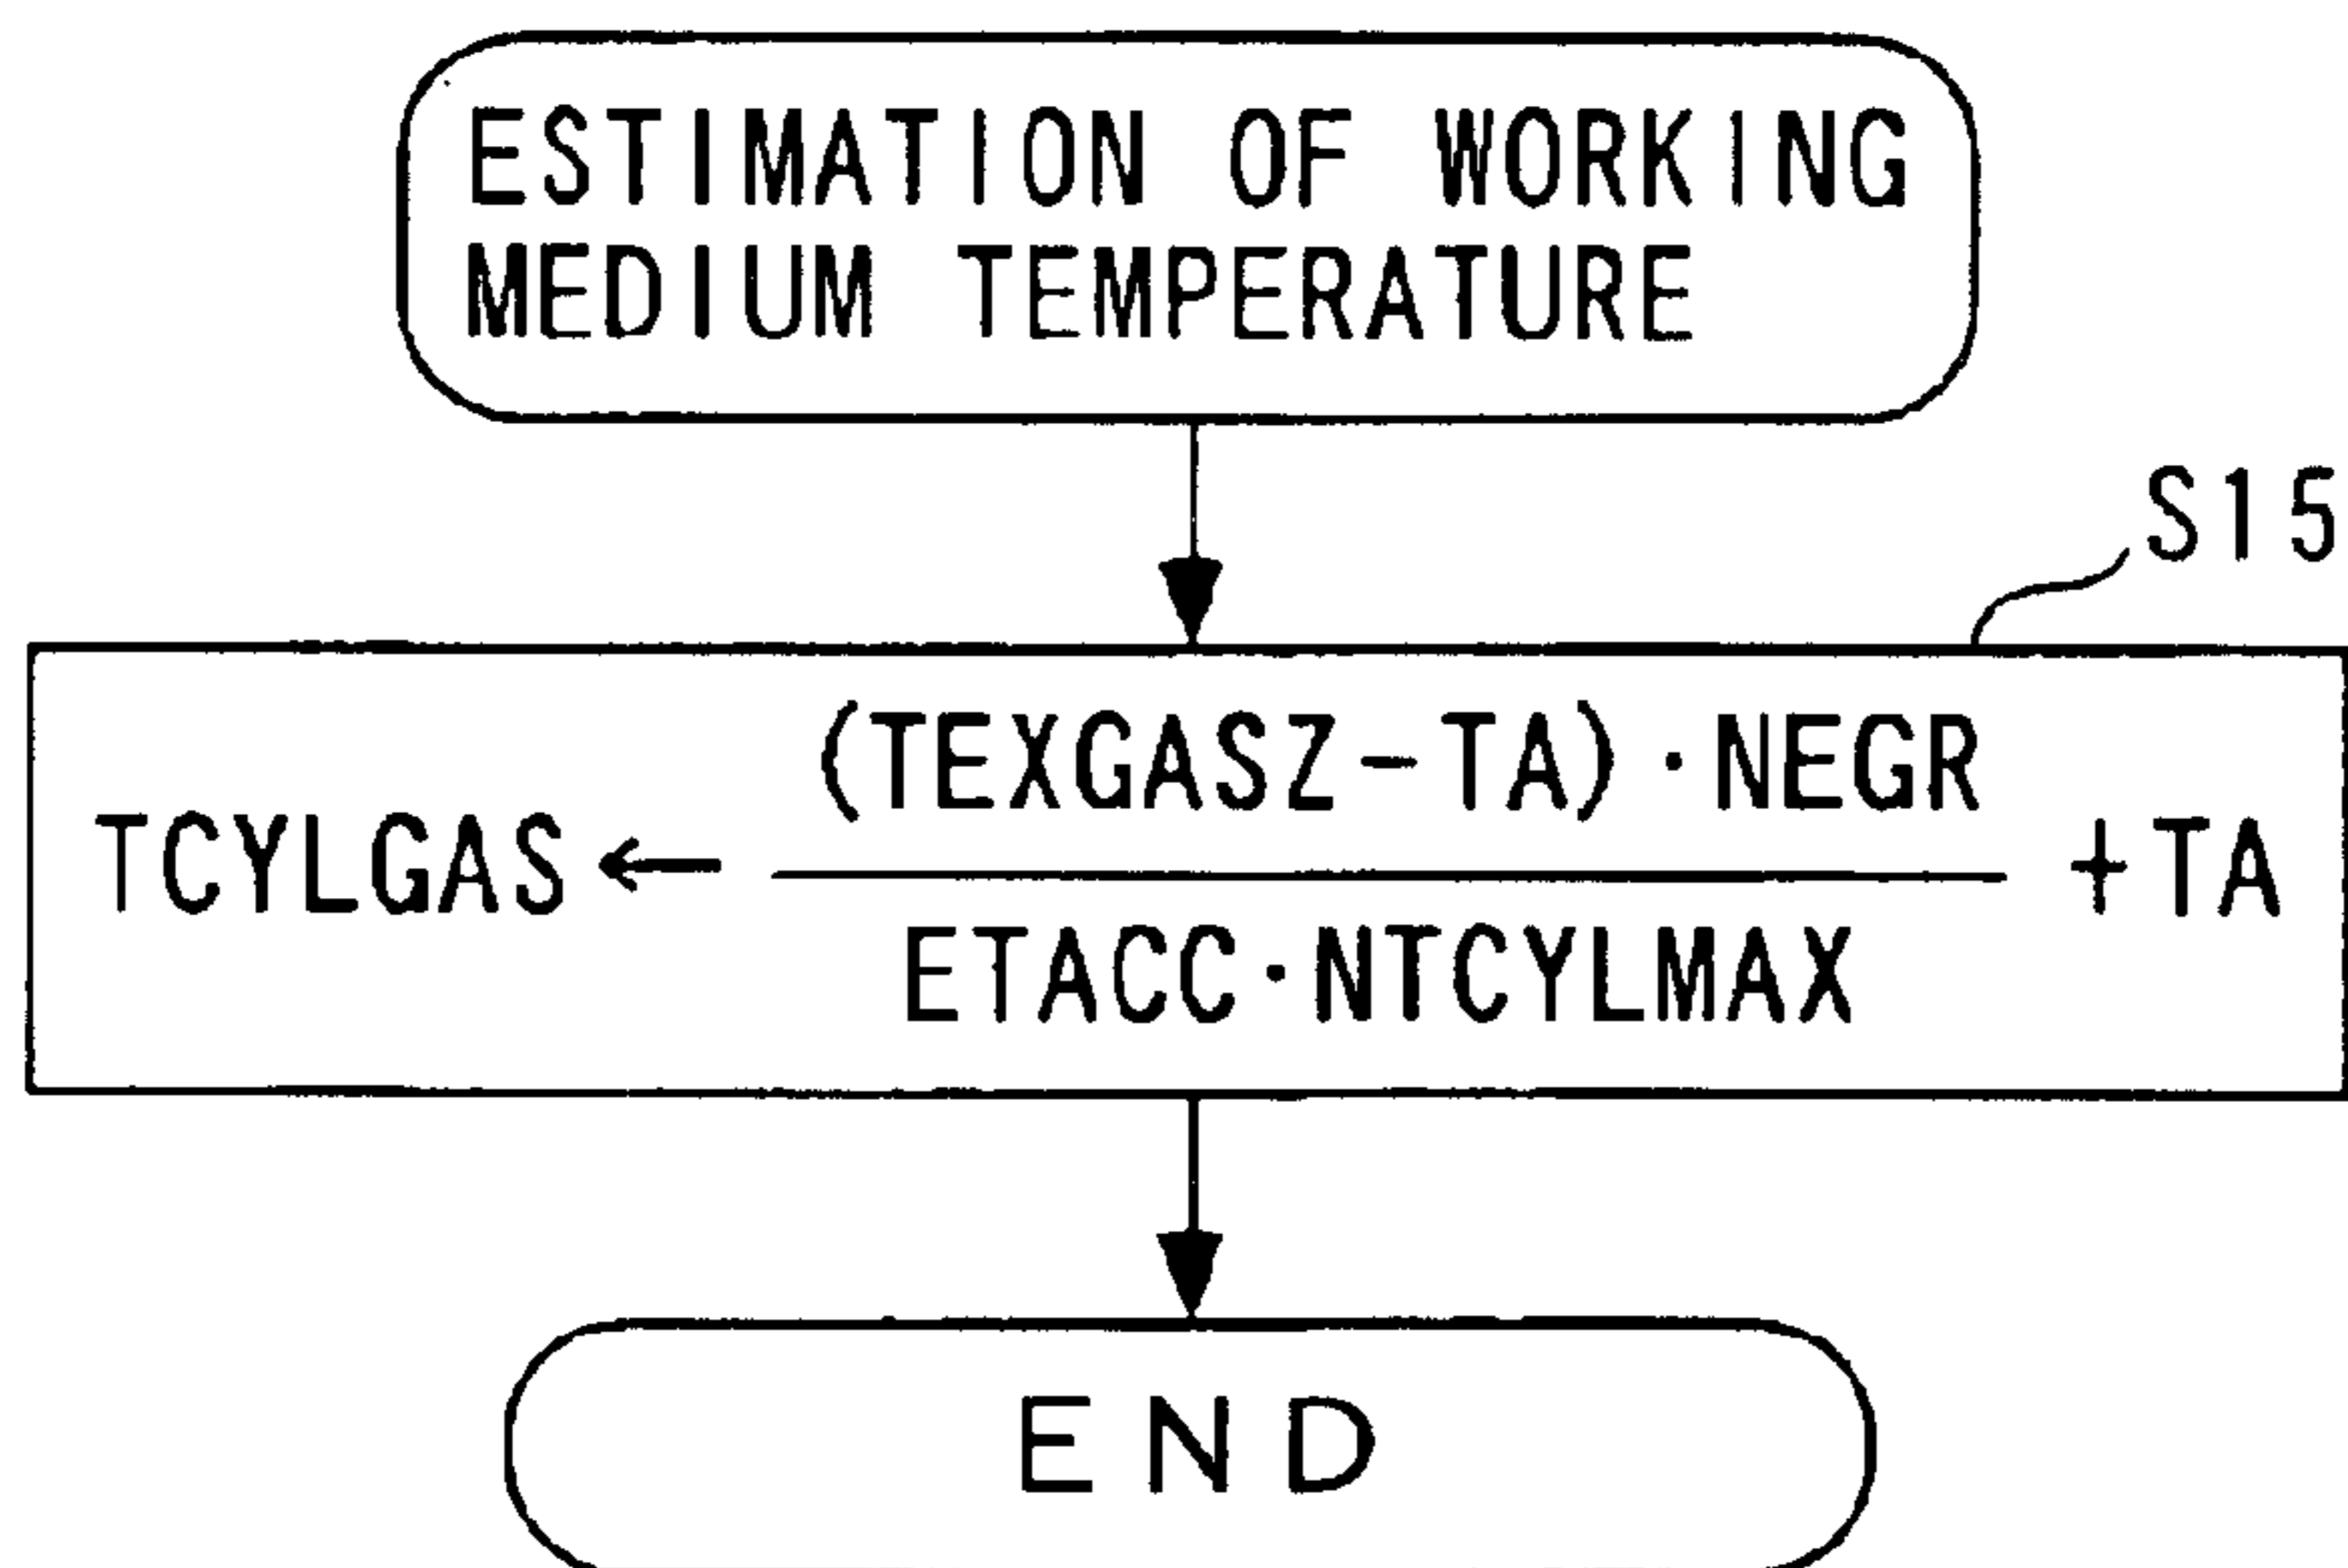 ESTIMATION OF WORKING
MEDIUM TEMPERATURE
S15
(TEXGASZ-TA)·NEGR
TCYLGAS←
+TA
ETACC·NTCYLMAX
END